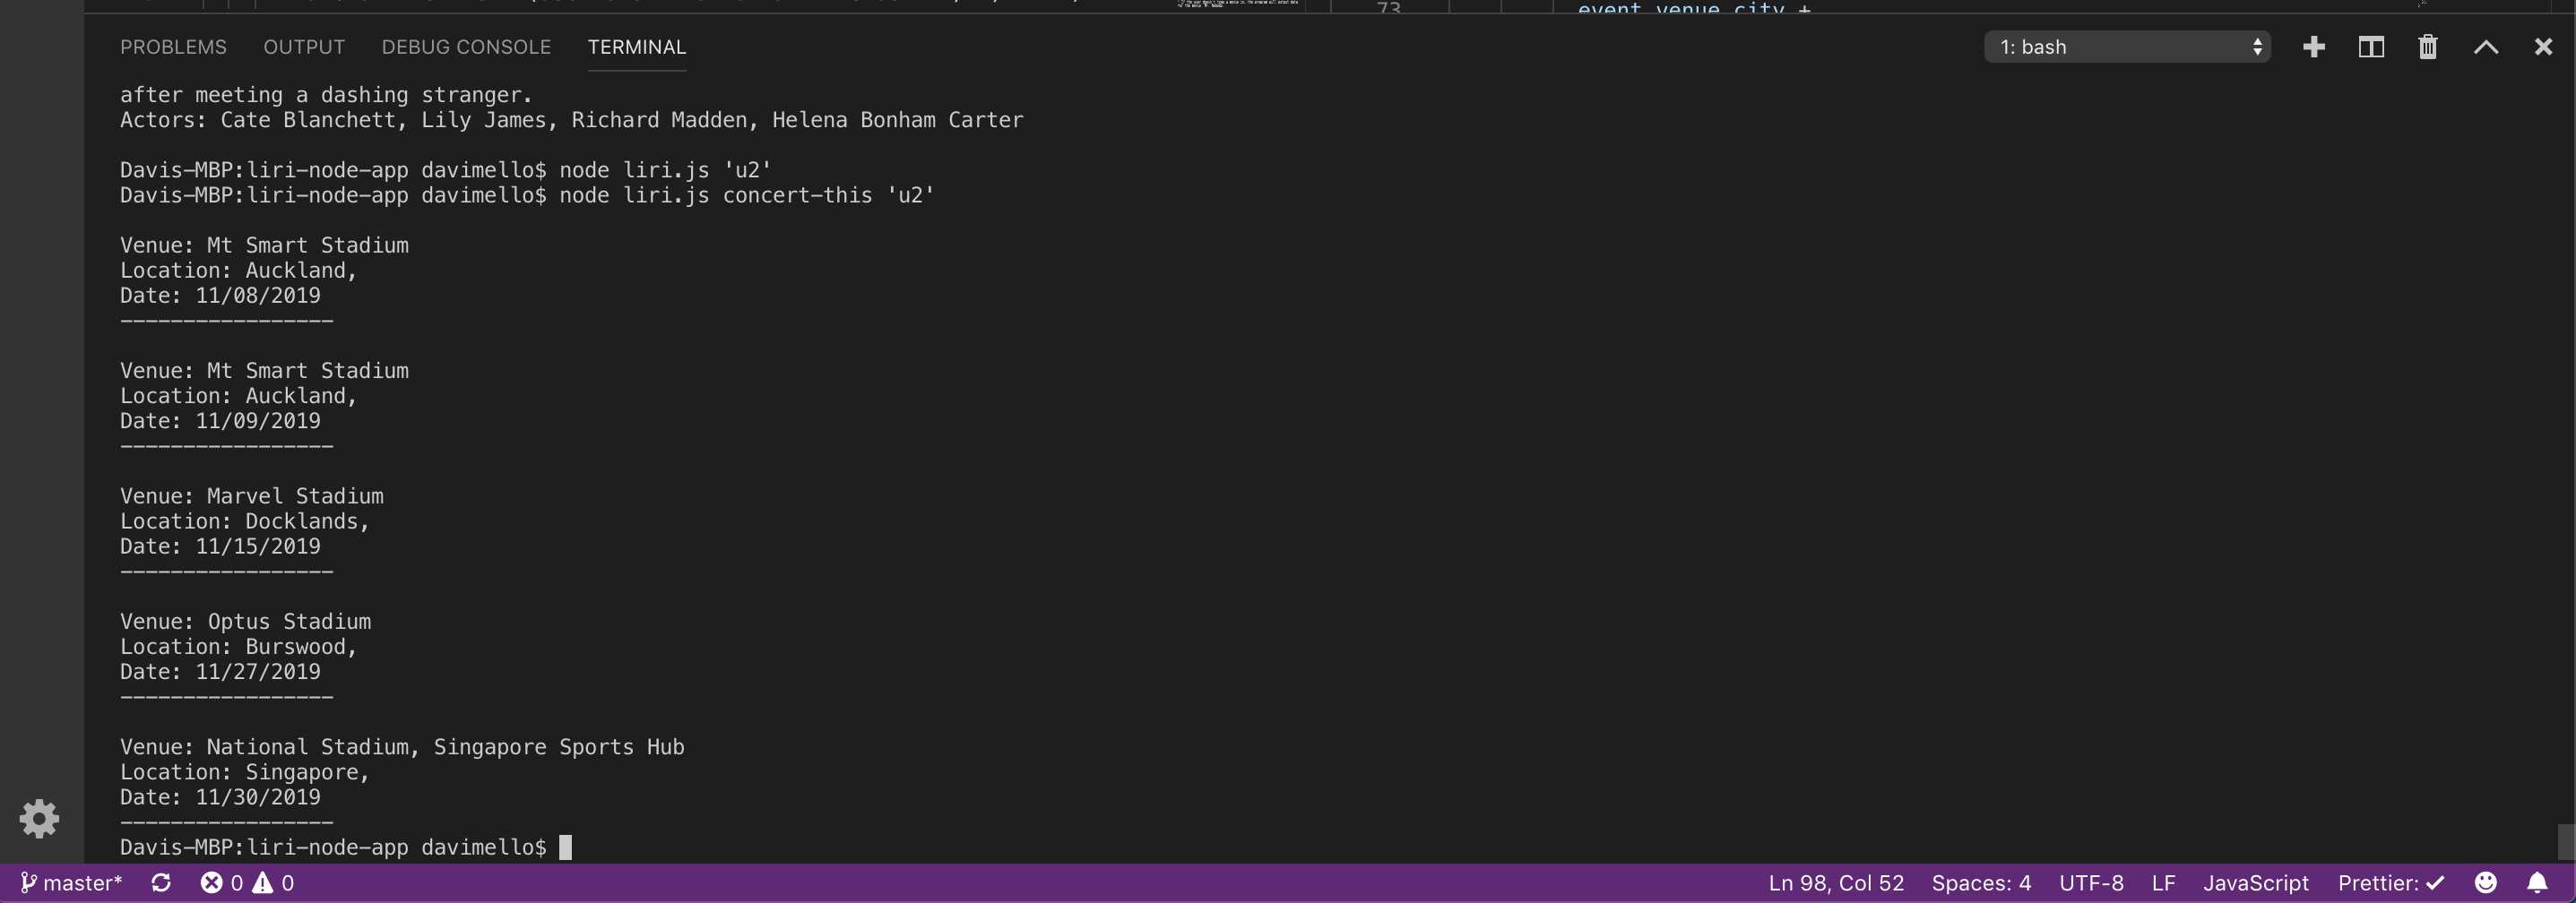 73
event.venue.city +
PROBLEMS OUTPUT DEBUG CONSOLE TERMINAL 1: bash
after meeting a dashing stranger.
Actors: Cate Blanchett, Lily James, Richard Madden, Helena Bonham Carter
Davis-MBP:liri-node-app davimello$ node liri.js 'u2'
Davis-MBP:liri-node-app davimello$ node liri.js concert-this 'u2'
Venue: Mt Smart Stadium
Location: Auckland,
Date: 11/08/2019
-----------------
Venue: Mt Smart Stadium
Location: Auckland,
Date: 11/09/2019
-----------------
Venue: Marvel Stadium
Location: Docklands,
Date: 11/15/2019
-----------------
Venue: Optus Stadium
Location: Burswood,
Date: 11/27/2019
-----------------
Venue: National Stadium, Singapore Sports Hub
Location: Singapore,
Date: 11/30/2019
-----------------
Davis-MBP:liri-node-app davimello$
master* 0 0 Ln 98, Col 52 Spaces: 4 UTF-8 LF JavaScript Prettier: ✓